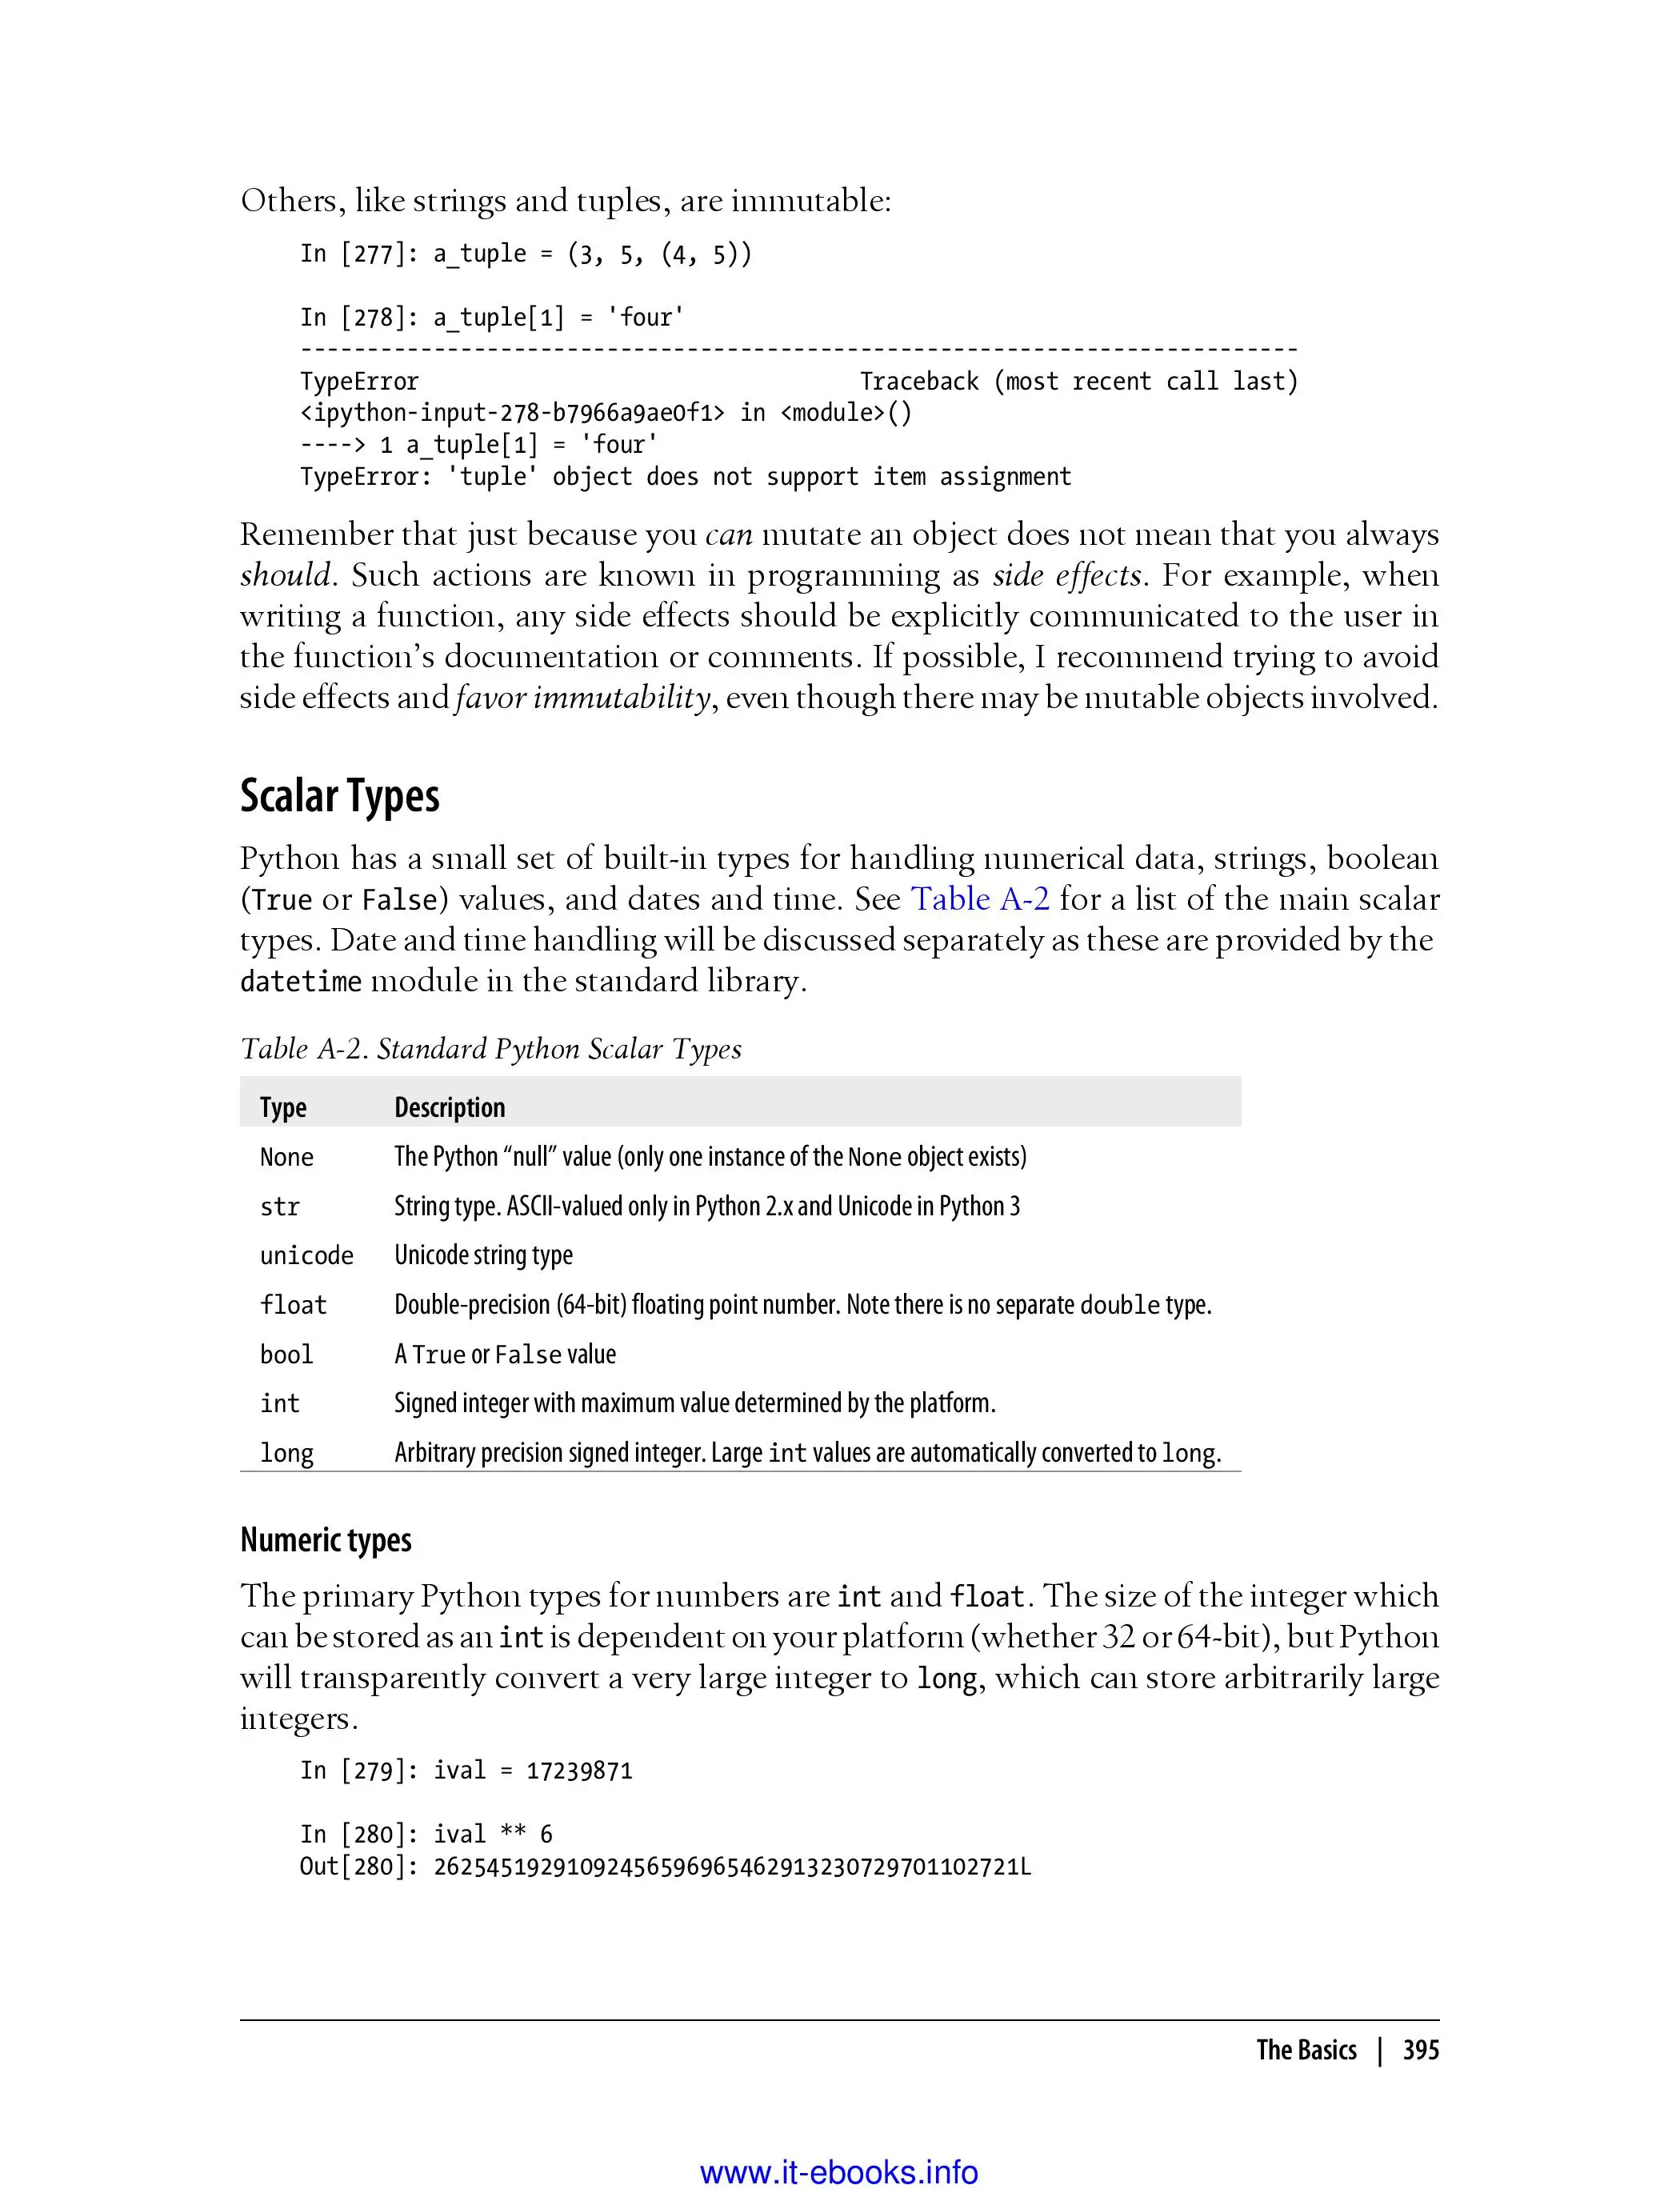 Others, like strings and tuples, are immutable:
In [277]: a_tuple = (3, 5, (4, 5))
In [278]: a_tuple[1] = 'four'
---------------------------------------------------------------------------
TypeError                                 Traceback (most recent call last)
<ipython-input-278-b7966a9ae0f1> in <module>()
----> 1 a_tuple[1] = 'four'
TypeError: 'tuple' object does not support item assignment
Remember that just because you can mutate an object does not mean that you always
should. Such actions are known in programming as side effects. For example, when
writing a function, any side effects should be explicitly communicated to the user in
the function’s documentation or comments. If possible, I recommend trying to avoid
side effects and favor immutability, even though there may be mutable objects involved.
Scalar Types
Python has a small set of built-in types for handling numerical data, strings, boolean
(True or False) values, and dates and time. See Table A-2 for a list of the main scalar
types. Date and time handling will be discussed separately as these are provided by the
datetime module in the standard library.
Table A-2. Standard Python Scalar Types
Type Description
None The Python “null” value (only one instance of the None object exists)
str String type. ASCII-valued only in Python 2.x and Unicode in Python 3
unicode Unicode string type
float Double-precision (64-bit) floating point number. Note there is no separate double type.
bool A True or False value
int Signed integer with maximum value determined by the platform.
long Arbitrary precision signed integer. Large int values are automatically converted to long.
Numeric types
The primary Python types for numbers are int and float. The size of the integer which
can be stored as an int is dependent on your platform (whether 32 or 64-bit), but Python
will transparently convert a very large integer to long, which can store arbitrarily large
integers.
In [279]: ival = 17239871
In [280]: ival ** 6
Out[280]: 26254519291092456596965462913230729701102721L
The Basics | 395
www.it-ebooks.info